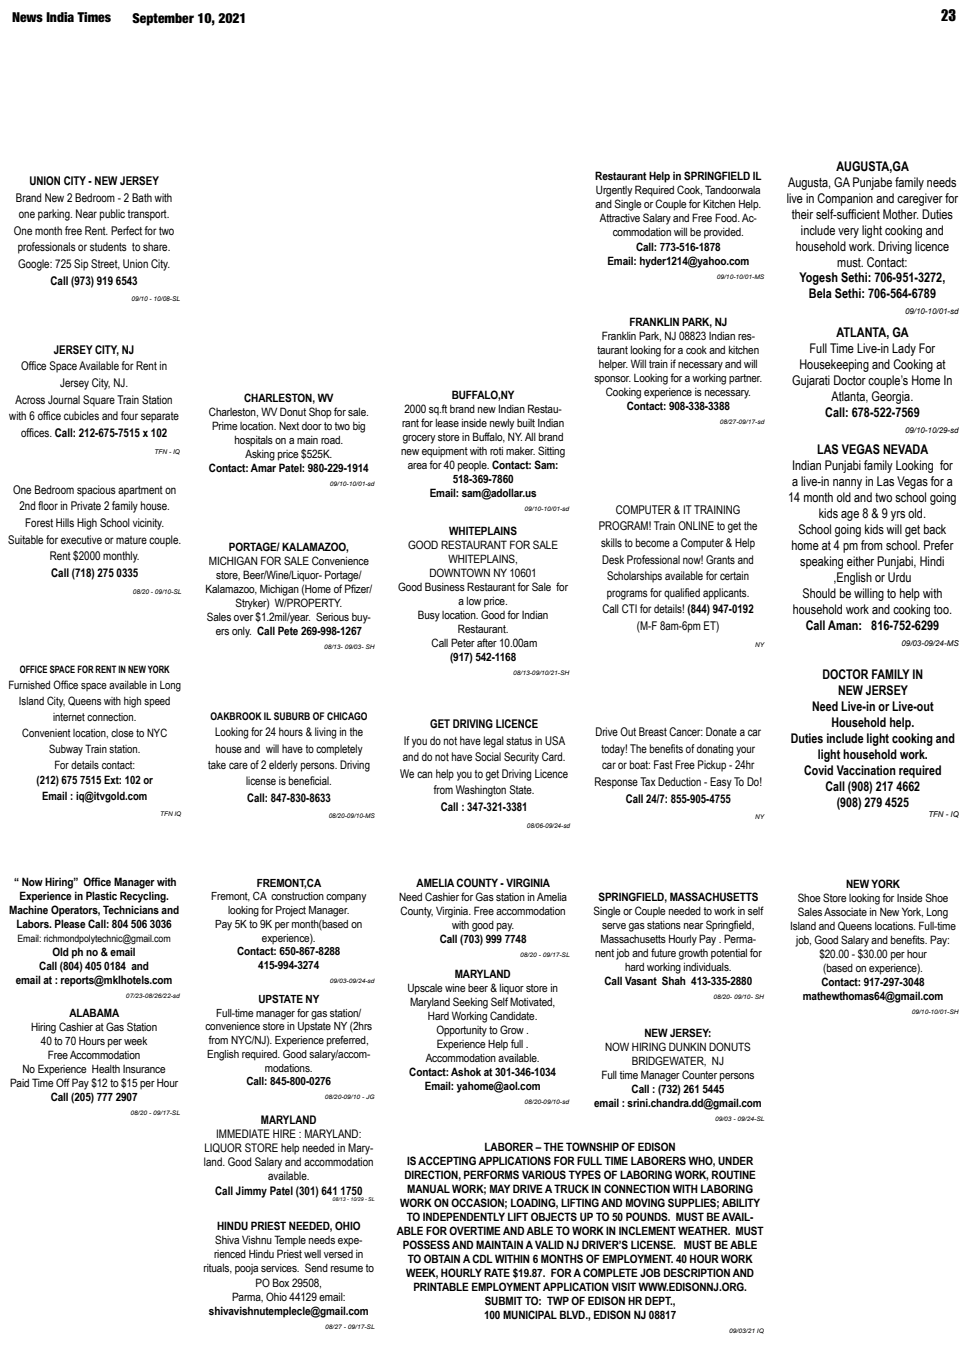 News India Times September 10, 2021 23
UNION CITY - NEW JERSEY
Brand New 2 Bedroom - 2 Bath with
one parking. Near public transport.
One month free Rent. Perfect for two
professionals or students to share.
Google: 725 Sip Street, Union City.
Call (973) 919 6543
09/10 - 10/08-SL
JERSEY CITY, NJ
Office Space Available for Rent in
Jersey City, NJ.
Across Journal Square Train Station
with 6 office cubicles and four separate
offices. Call: 212-675-7515 x 102
TFN - IQ
One Bedroom spacious apartment on
2nd floor in Private 2 family house.
Forest Hills High School vicinity.
Suitable for executive or mature couple.
Rent $2000 monthly.
Call (718) 275 0335
08/20 - 09/10-SL
OFFICE SPACE FOR RENT IN NEW YORK
Furnished Office space available in Long
Island City, Queens with high speed
internet connection.
Convenient location, close to NYC
Subway Train station.
For details contact:
(212) 675 7515 Ext: 102 or
Email : iq@itvgold.com
TFN IQ
CHARLESTON, WV
Charleston, WV Donut Shop for sale.
Prime location. Next door to two big
hospitals on a main road.
Asking price $525K.
Contact: Amar Patel: 980-229-1914
09/10-10/01-sd
PORTAGE/ KALAMAZOO,
MICHIGAN FOR SALE Convenience
store, Beer/Wine/Liquor- Portage/
Kalamazoo, Michigan (Home of Pfizer/
Stryker) W/PROPERTY.
Sales over $1.2mil/year. Serious buy-
ers only. Call Pete 269-998-1267
08/13- 09/03- SH
OAKBROOK IL SUBURB OF CHICAGO
Looking for 24 hours & living in the
house and will have to completely
take care of 2 elderly persons. Driving
license is beneficial.
Call: 847-830-8633
08/20-09/10-MS
BUFFALO,NY
2000 sq.ft brand new Indian Restau-
rant for lease inside newly built Indian
grocery store in Buffalo, NY. All brand
new equipment with roti maker. Sitting
area for 40 people. Contact: Sam:
518-369-7860
Email: sam@adollar.us
09/10-10/01-sd
WHITEPLAINS
GOOD RESTAURANT FOR SALE
WHITEPLAINS,
DOWNTOWN NY 10601
Good Business Restaurant for Sale for
a low price.
Busy location. Good for Indian
Restaurant.
Call Peter after 10.00am
(917) 542-1168
08/13-09/10/21-SH
GET DRIVING LICENCE
If you do not have legal status in USA
and do not have Social Security Card.
We can help you to get Driving Licence
from Washington State.
Call : 347-321-3381
08/06-09/24-sd
Restaurant Help in SPRINGFIELD IL
Urgently Required Cook, Tandoorwala
and Single or Couple for Kitchen Help.
Attractive Salary and Free Food. Ac-
commodation will be provided.
Call: 773-516-1878
Email: hyder1214@yahoo.com
09/10-10/01-MS
FRANKLIN PARK, NJ
Franklin Park, NJ 08823 Indian res-
taurant looking for a cook and kitchen
helper. Will train if necessary and will
sponsor. Looking for a working partner.
Cooking experience is necessary.
Contact: 908-338-3388
08/27-09/17-sd
COMPUTER & IT TRAINING
PROGRAM! Train ONLINE to get the
skills to become a Computer & Help
Desk Professional now! Grants and
Scholarships available for certain
programs for qualified applicants.
Call CTI for details! (844) 947-0192
(M-F 8am-6pm ET)
NY
Drive Out Breast Cancer: Donate a car
today! The benefits of donating your
car or boat: Fast Free Pickup - 24hr
Response Tax Deduction - Easy To Do!
Call 24/7: 855-905-4755
NY
AUGUSTA,GA
Augusta, GA Punjabe family needs
live in Companion and caregiver for
their self-sufficient Mother. Duties
include very light cooking and
household work. Driving licence
must. Contact:
Yogesh Sethi: 706-951-3272,
Bela Sethi: 706-564-6789
09/10-10/01-sd
ATLANTA, GA
Full Time Live-in Lady For
Housekeeping and Cooking at
Gujarati Doctor couple's Home In
Atlanta, Georgia.
Call: 678-522-7569
09/10-10/29-sd
LAS VEGAS NEVADA
Indian Punjabi family Looking for
a live-in nanny in Las Vegas for a
14 month old and two school going
kids age 8 & 9 yrs old.
School going kids will get back
home at 4 pm from school. Prefer
speaking either Punjabi, Hindi
,English or Urdu
Should be willing to help with
household work and cooking too.
Call Aman: 816-752-6299
09/03-09/24-MS
DOCTOR FAMILY IN
NEW JERSEY
Need Live-in or Live-out
Household help.
Duties include light cooking and
light household work.
Covid Vaccination required
Call (908) 217 4662
(908) 279 4525
TFN - IQ
“ Now Hiring” Office Manager with
Experience in Plastic Recycling.
Machine Operators, Technicians and
Labors. Please Call: 804 506 3036
Email: richmondpolytechnic@gmail.com
Old ph no & email
Call (804) 405 0184 and
email at : reports@mklhotels.com
07/23-08/26/22-sd
ALABAMA
Hiring Cashier at Gas Station
40 to 70 Hours per week
Free Accommodation
No Experience Health Insurance
Paid Time Off Pay $12 to $15 per Hour
Call (205) 777 2907
08/20 - 09/17-SL
FREMONT,CA
Fremont, CA construction company
looking for Project Manager.
Pay 5K to 9K per month(based on
experience).
Contact: 650-867-8288
415-994-3274
09/03-09/24-sd
UPSTATE NY
Full-time manager for gas station/
convenience store in Upstate NY (2hrs
from NYC/NJ). Experience preferred,
English required. Good salary/accom-
modations.
Call: 845-800-0276
08/20-09/10 - JG
MARYLAND
IMMEDIATE HIRE : MARYLAND:
LIQUOR STORE help needed in Mary-
land. Good Salary and accommodation
available.
Call Jimmy Patel (301) 641 1750
08/13 - 10/29 - SL
HINDU PRIEST NEEDED, OHIO
Shiva Vishnu Temple needs expe-
rienced Hindu Priest well versed in
rituals, pooja services. Send resume to
PO Box 29508,
Parma, Ohio 44129 email:
shivavishnutemplecle@gmail.com
08/27 - 09/17-SL
AMELIA COUNTY - VIRGINIA
Need Cashier for Gas station in Amelia
County, Virginia. Free accommodation
with good pay.
Call (703) 999 7748
08/20 - 09/17-SL
MARYLAND
Upscale wine beer & liquor store in
Maryland Seeking Self Motivated,
Hard Working Candidate.
Opportunity to Grow .
Experience Help full .
Accommodation available.
Contact: Ashok at 301-346-1034
Email: yahome@aol.com
08/20-09/10-sd
SPRINGFIELD, MASSACHUSETTS
Single or Couple needed to work in self
serve gas stations near Springfield,
Massachusetts Hourly Pay . Perma-
nent job and future growth potential for
hard working individuals.
Call Vasant Shah 413-335-2880
08/20- 09/10- SH
NEW JERSEY:
NOW HIRING DUNKIN DONUTS
BRIDGEWATER, NJ
Full time Manager Counter persons
Call : (732) 261 5445
email : srini.chandra.dd@gmail.com
09/03 - 09/24-SL
NEW YORK
Shoe Store looking for Inside Shoe
Sales Associate in New York, Long
Island and Queens locations. Full-time
job, Good Salary and benefits. Pay:
$20.00 - $30.00 per hour
(based on experience).
Contact: 917-297-3048
mathewthomas64@gmail.com
09/10-10/01-SH
LABORER – THE TOWNSHIP OF EDISON
IS ACCEPTING APPLICATIONS FOR FULL TIME LABORERS WHO, UNDER
DIRECTION, PERFORMS VARIOUS TYPES OF LABORING WORK, ROUTINE
MANUAL WORK; MAY DRIVE A TRUCK IN CONNECTION WITH LABORING
WORK ON OCCASION; LOADING, LIFTING AND MOVING SUPPLIES; ABILITY
TO INDEPENDENTLY LIFT OBJECTS UP TO 50 POUNDS. MUST BE AVAIL-
ABLE FOR OVERTIME AND ABLE TO WORK IN INCLEMENT WEATHER. MUST
POSSESS AND MAINTAIN A VALID NJ DRIVER'S LICENSE. MUST BE ABLE
TO OBTAIN A CDL WITHIN 6 MONTHS OF EMPLOYMENT. 40 HOUR WORK
WEEK, HOURLY RATE $19.87. FOR A COMPLETE JOB DESCRIPTION AND
PRINTABLE EMPLOYMENT APPLICATION VISIT WWW.EDISONNJ.ORG.
SUBMIT TO: TWP OF EDISON HR DEPT.,
100 MUNICIPAL BLVD., EDISON NJ 08817
09/03/21 IQ